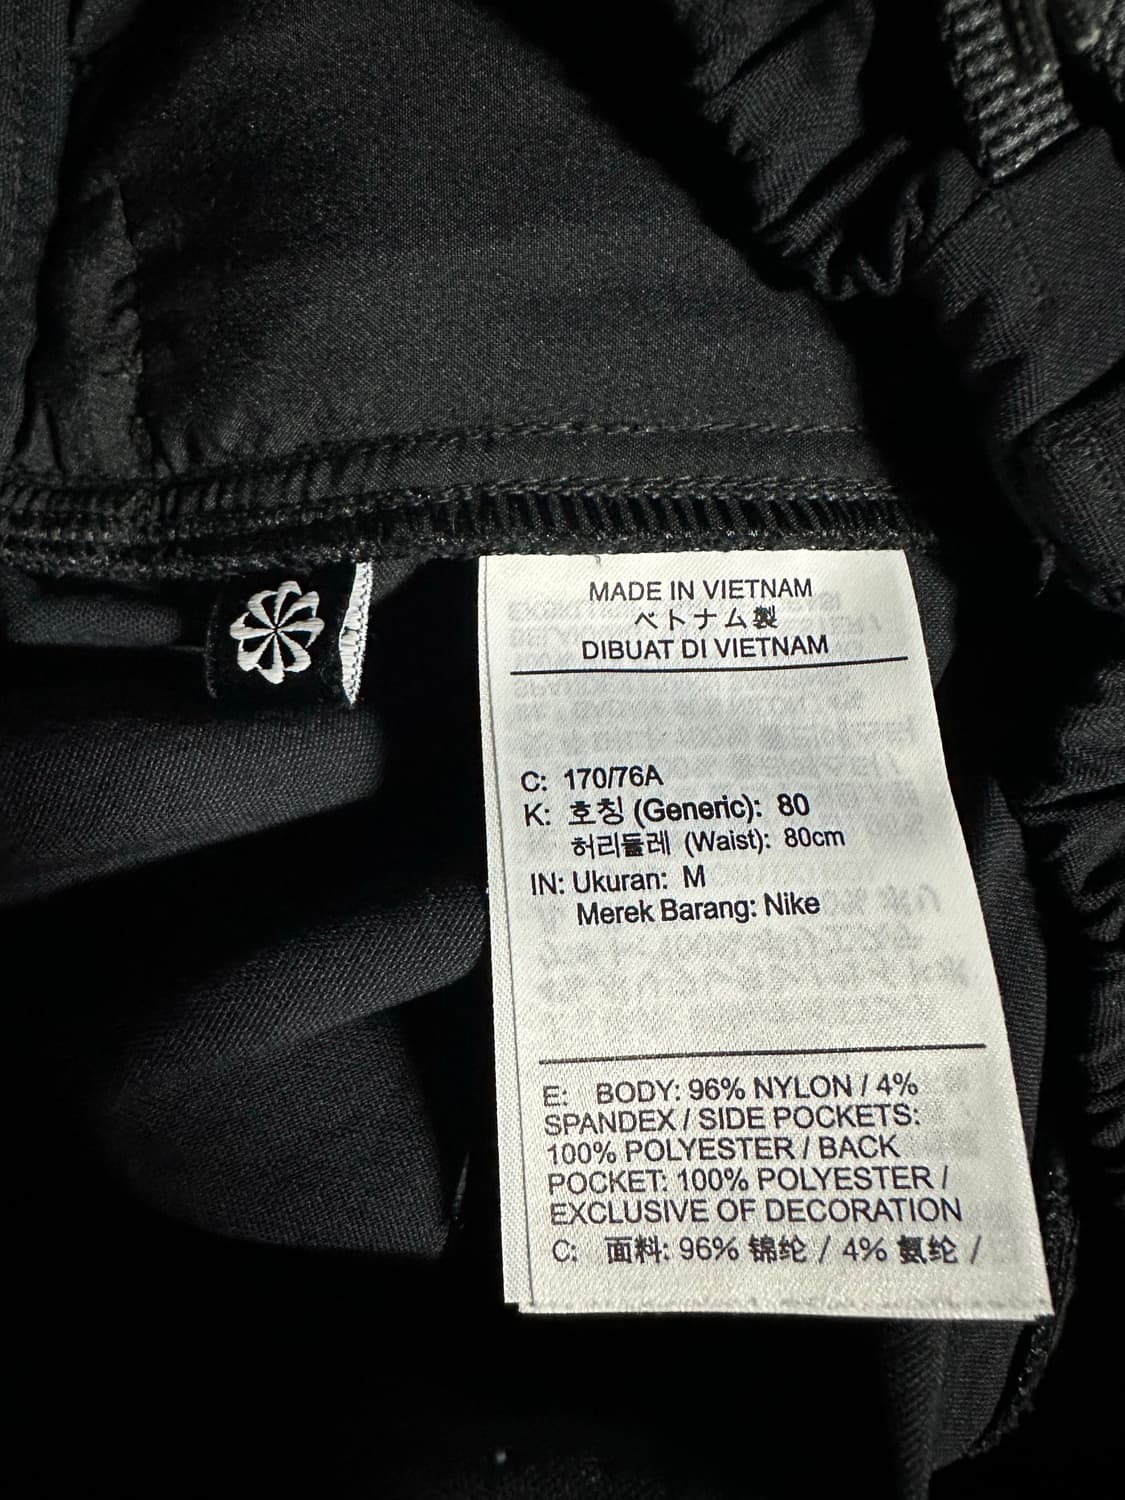 MADE IN VIETNAM
ベトナム製
DIBUAT DI VIETNAM
C: 170/76A
K: 호칭 (Generic): 80
허리둘레 (Waist): 80cm
IN: Ukuran: M
Merek Barang: Nike
E: BODY: 96% NYLON / 4%
SPANDEX / SIDE POCKETS:
100% POLYESTER / BACK
POCKET: 100% POLYESTER /
EXCLUSIVE OF DECORATION
C: 面料: 96% 锦纶 / 4% 氨纶 /